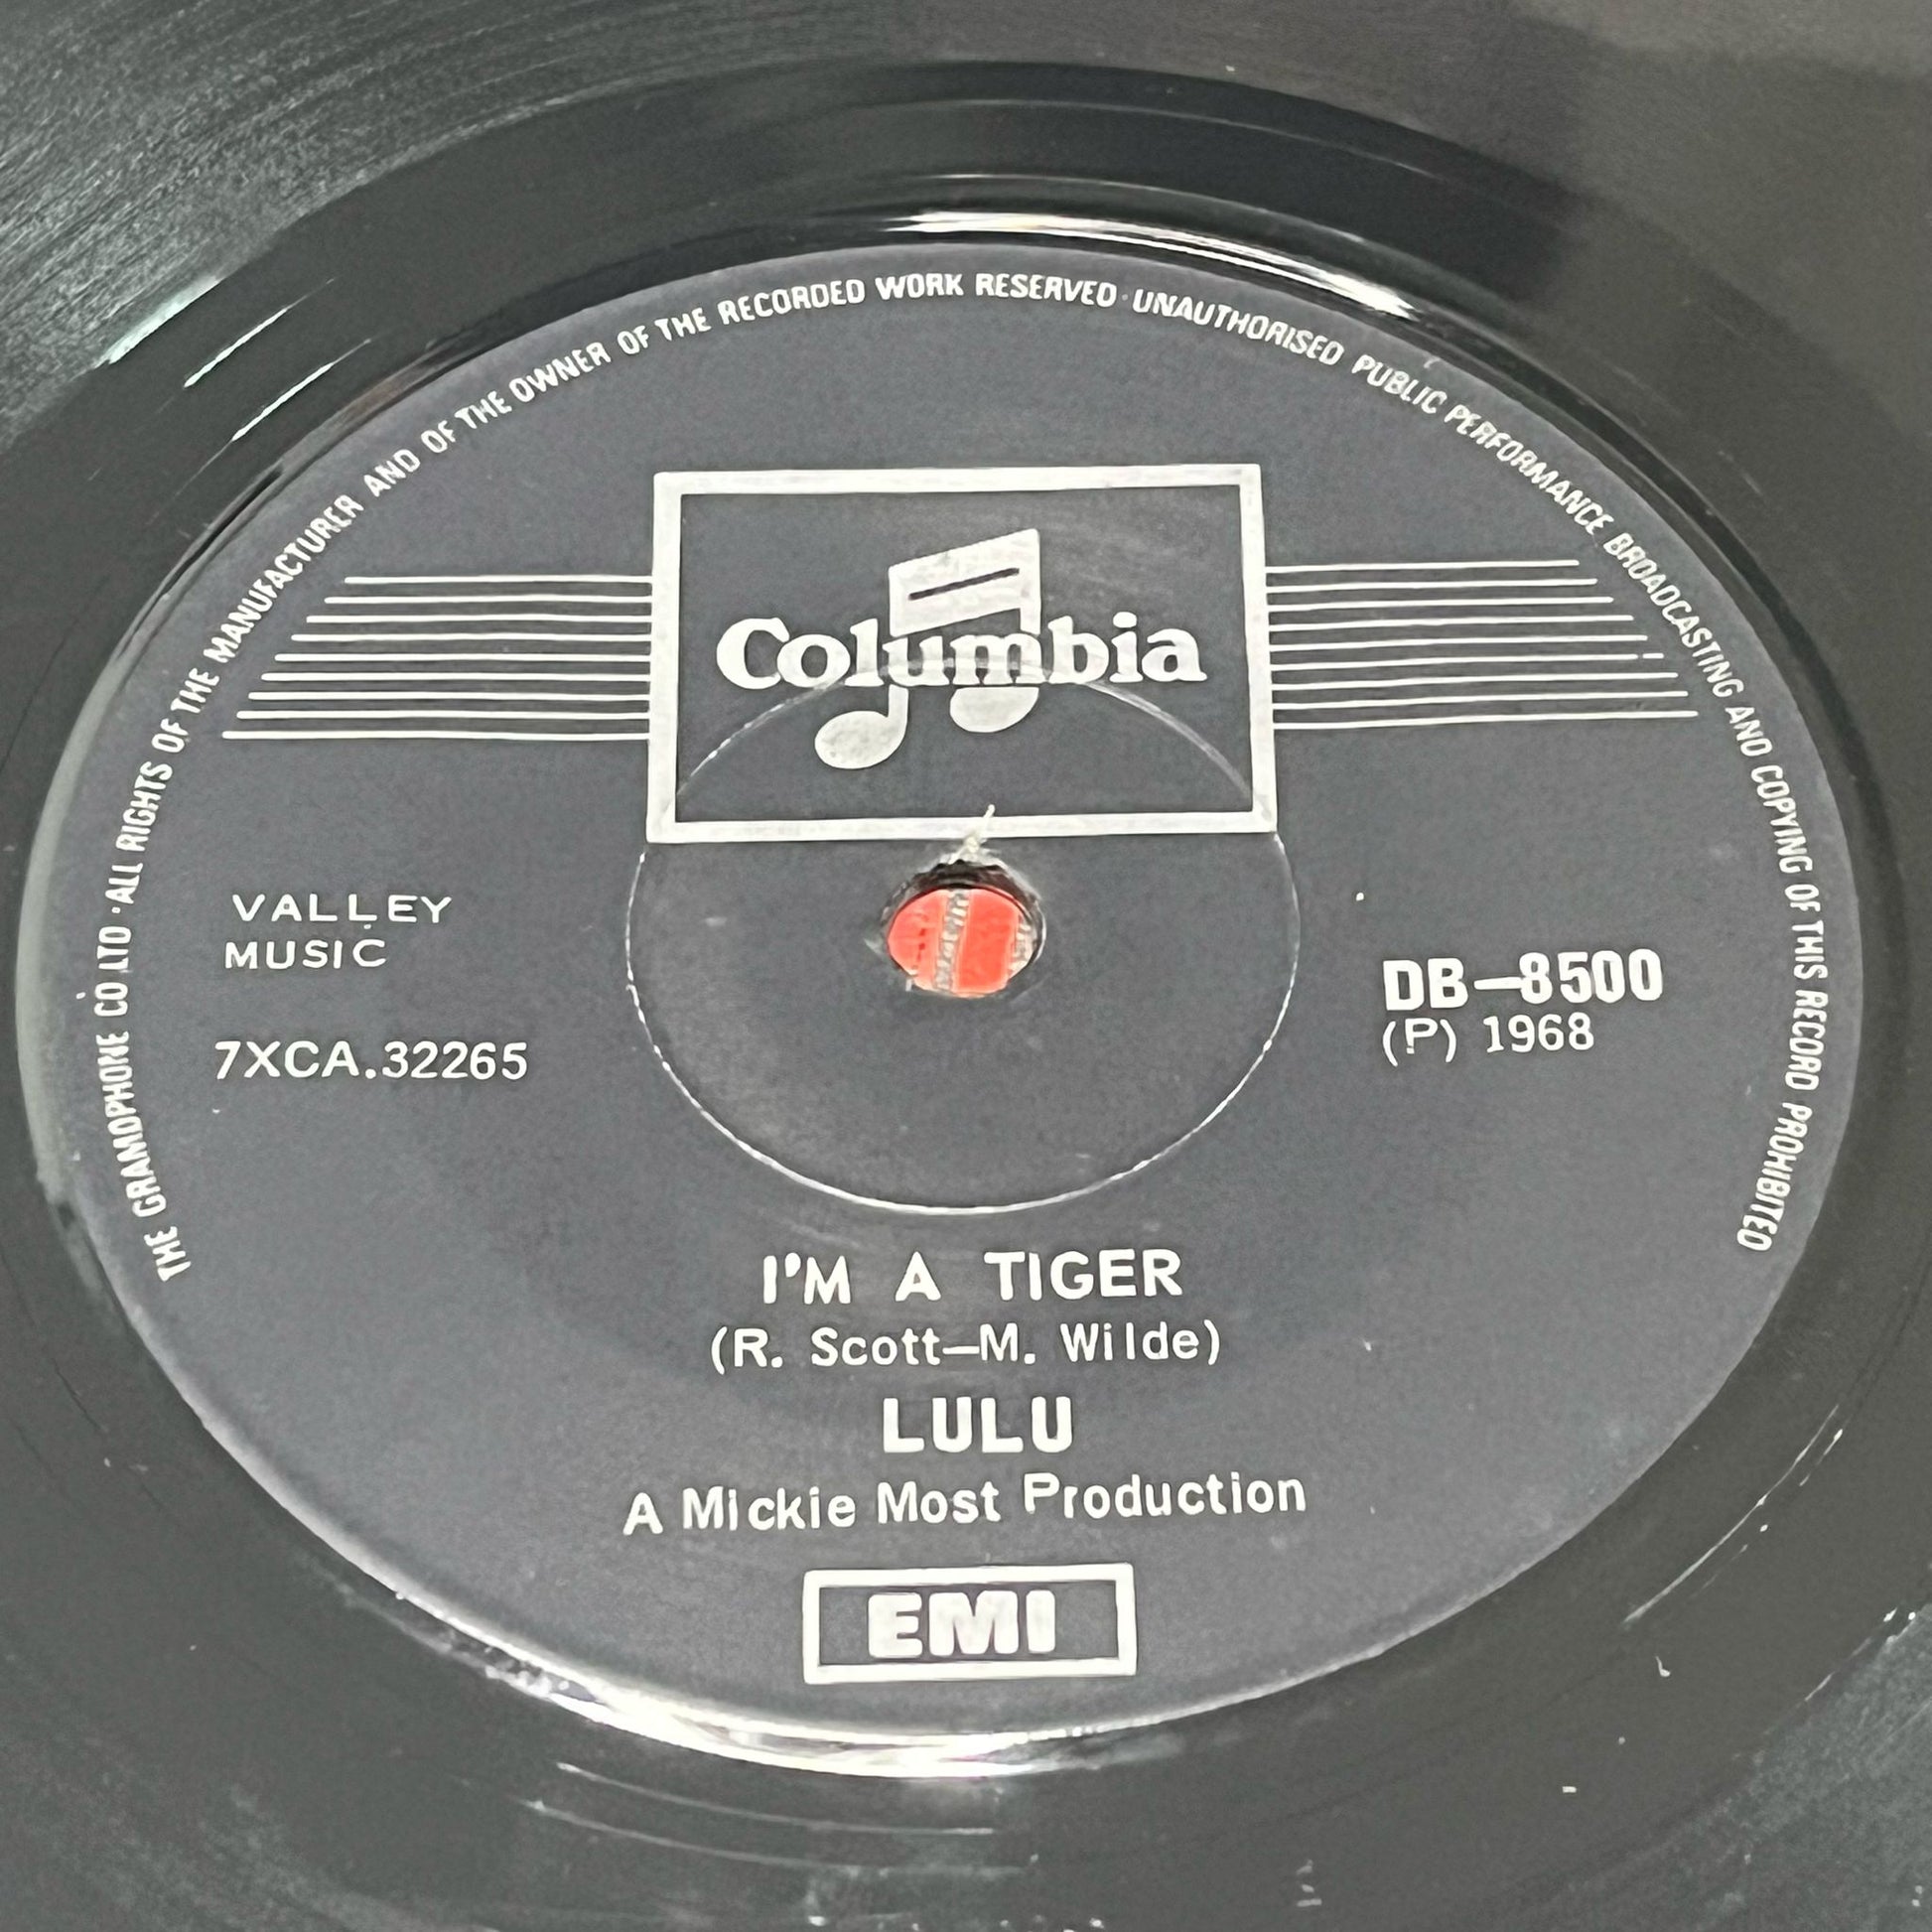 THE GRAMOPHONE CO LTD · ALL RIGHTS OF THE MANUFACTURER AND OF THE OWNER OF THE RECORDED WORK RESERVED · UNAUTHORISED PUBLIC PERFORMANCE BROADCASTING AND COPYING OF THIS RECORD PROHIBITED
Columbia
VALLEY
MUSIC
7XCA.32265
DB—8500
(P) 1968
I'M A TIGER
(R. Scott—M. Wilde)
LULU
A Mickie Most Production
EMI